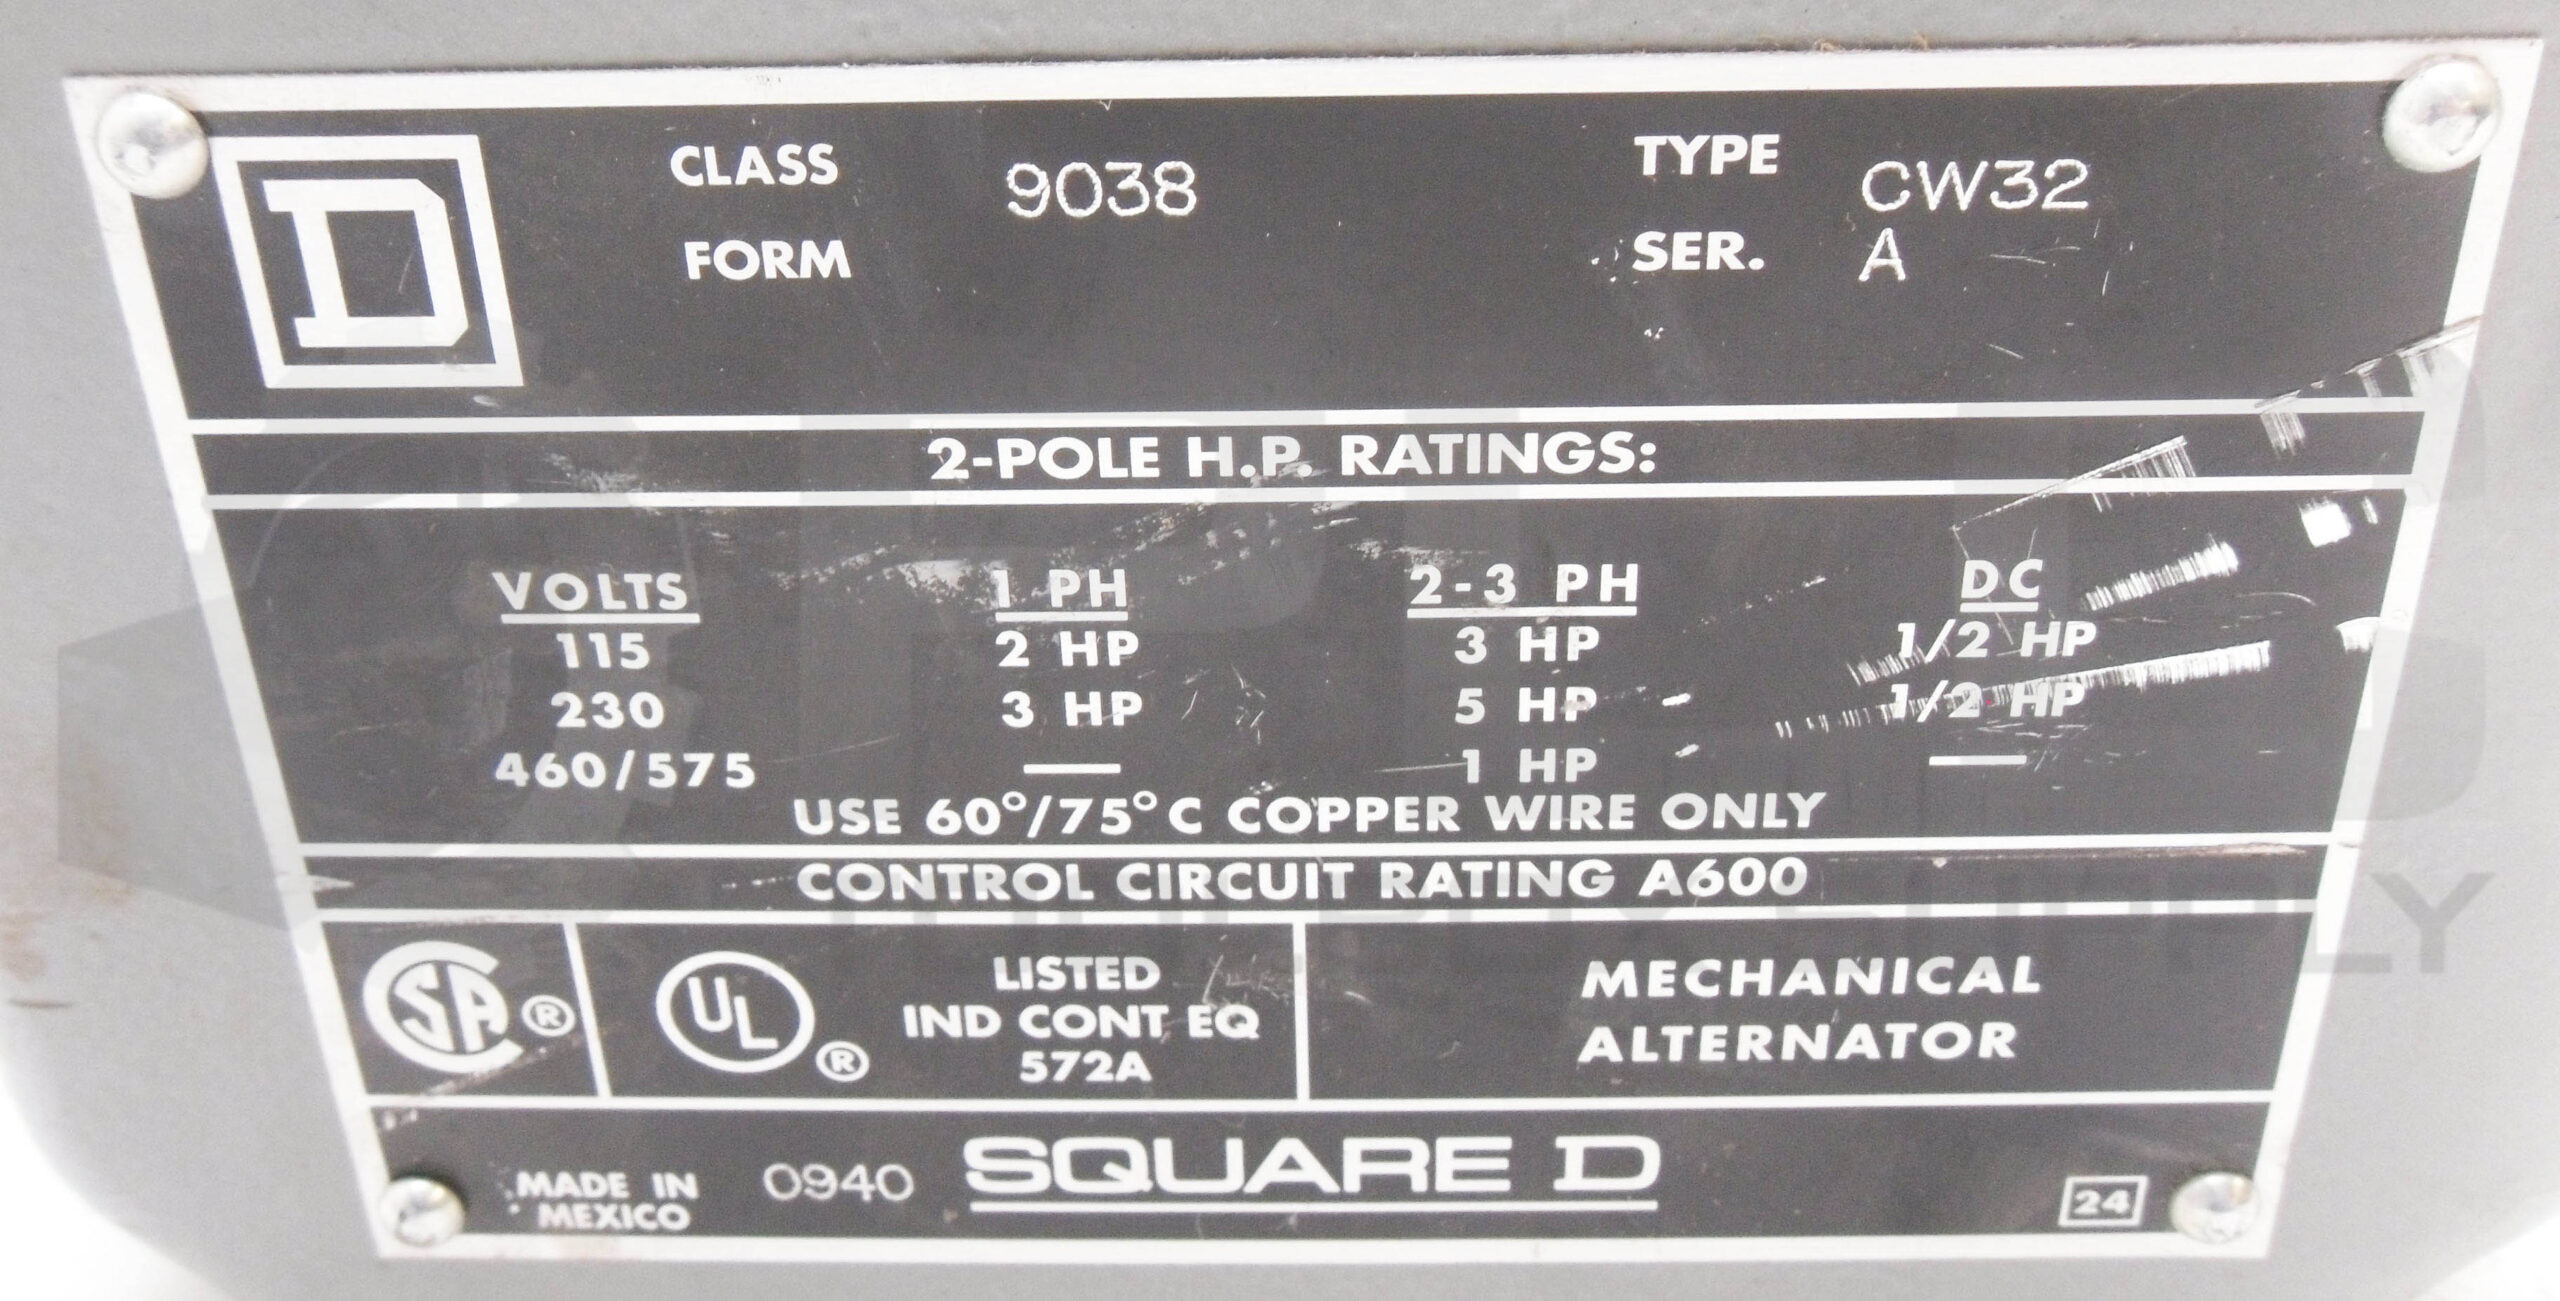 D
CLASS 9038 TYPE CW32
FORM SER. A
2-POLE H.P. RATINGS:
VOLTS 1 PH 2-3 PH DC
115 2 HP 3 HP 1/2 HP
230 3 HP 5 HP 1/2 HP
460/575 — 1 HP —
USE 60°/75°C COPPER WIRE ONLY
CONTROL CIRCUIT RATING A600
SA ®
UL ®
LISTED
IND CONT EQ
572A
MECHANICAL
ALTERNATOR
MADE IN
MEXICO
0940
SQUARE D
24